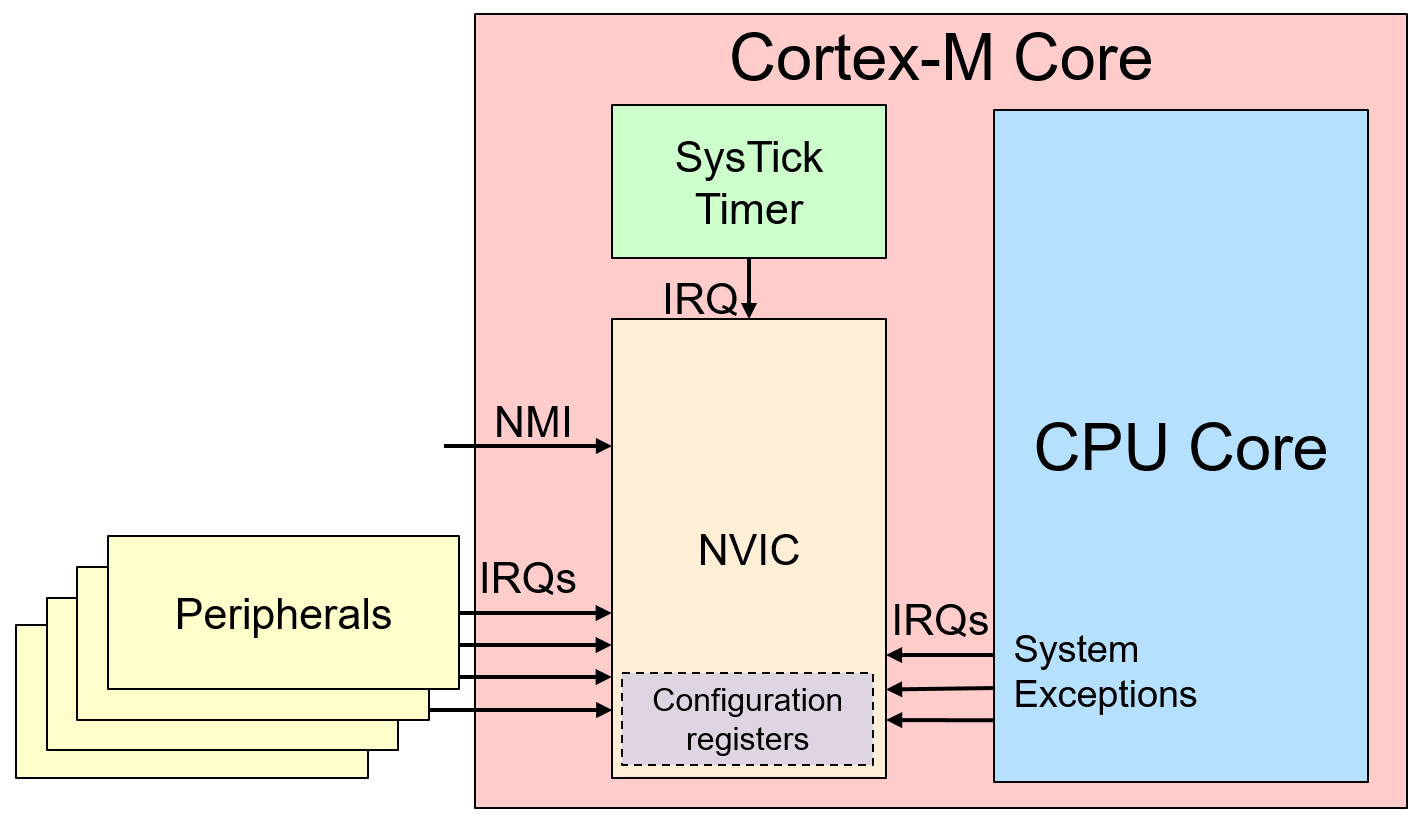 Cortex-M Core
SysTick
Timer
IRQ
NMI
CPU Core
NVIC
IRQs
Peripherals
IRQs
System
Exceptions
Configuration
registers